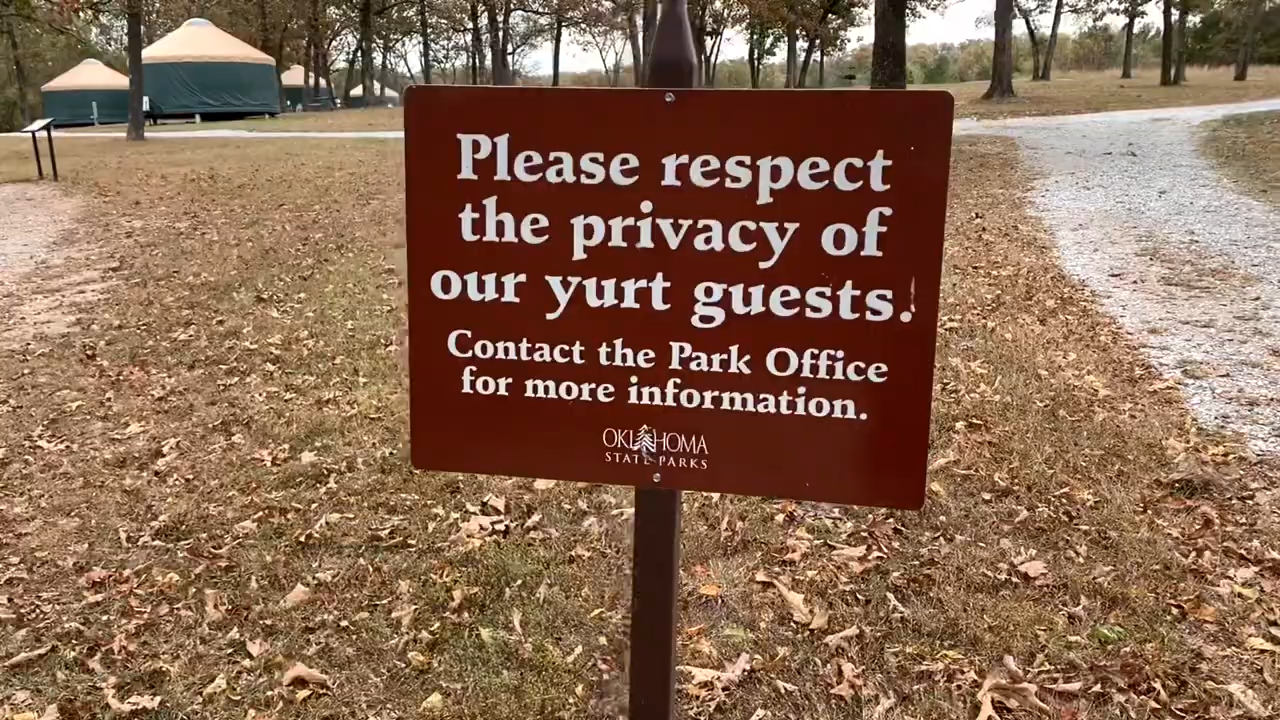 Please respect
the privacy of
our yurt guests.
Contact the Park Office
for more information.
OKLAHOMA
STATE PARKS